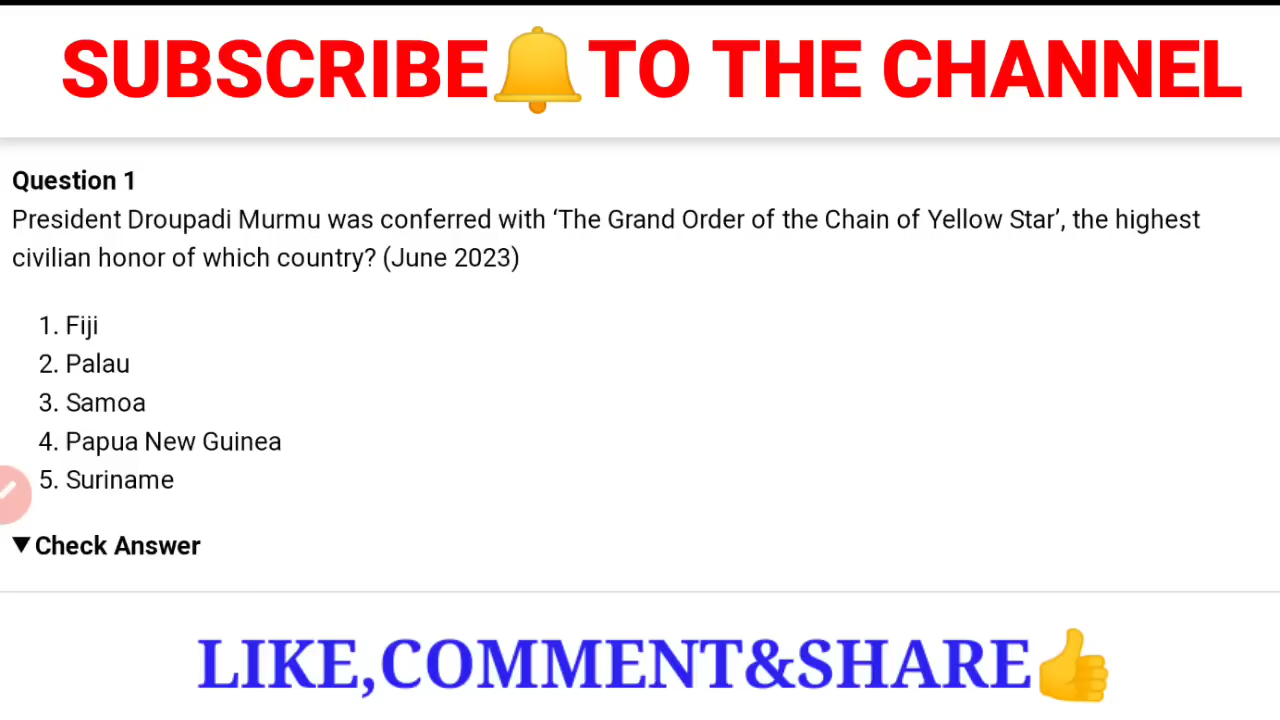 SUBSCRIBE🔔TO THE CHANNEL
Question 1
President Droupadi Murmu was conferred with ‘The Grand Order of the Chain of Yellow Star’, the highest
civilian honor of which country? (June 2023)
1. Fiji
2. Palau
3. Samoa
4. Papua New Guinea
5. Suriname
▼ Check Answer
LIKE,COMMENT&SHARE👍